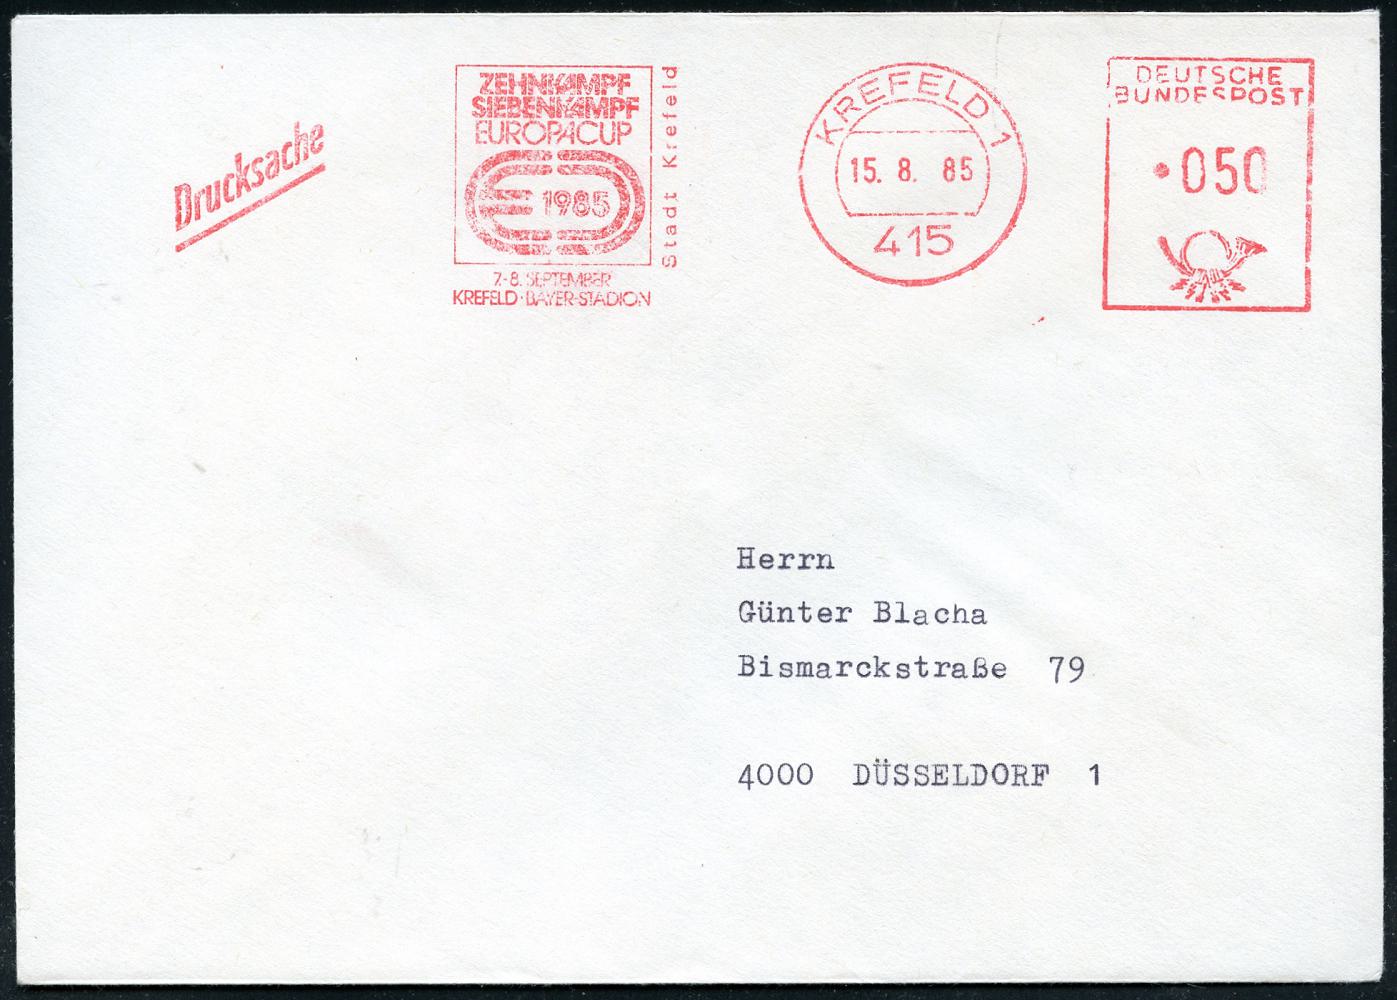 Drucksache
ZEHNKAMPF
SIEBENKAMPF
EUROPACUP
1985
7.-8. SEPTEMBER
KREFELD · BAYER-STADION
Stadt Krefeld
KREFELD 1
15. 8. 85
415
DEUTSCHE
BUNDESPOST
050
Herrn
Günter Blacha
Bismarckstraße 79
4000 DÜSSELDORF 1